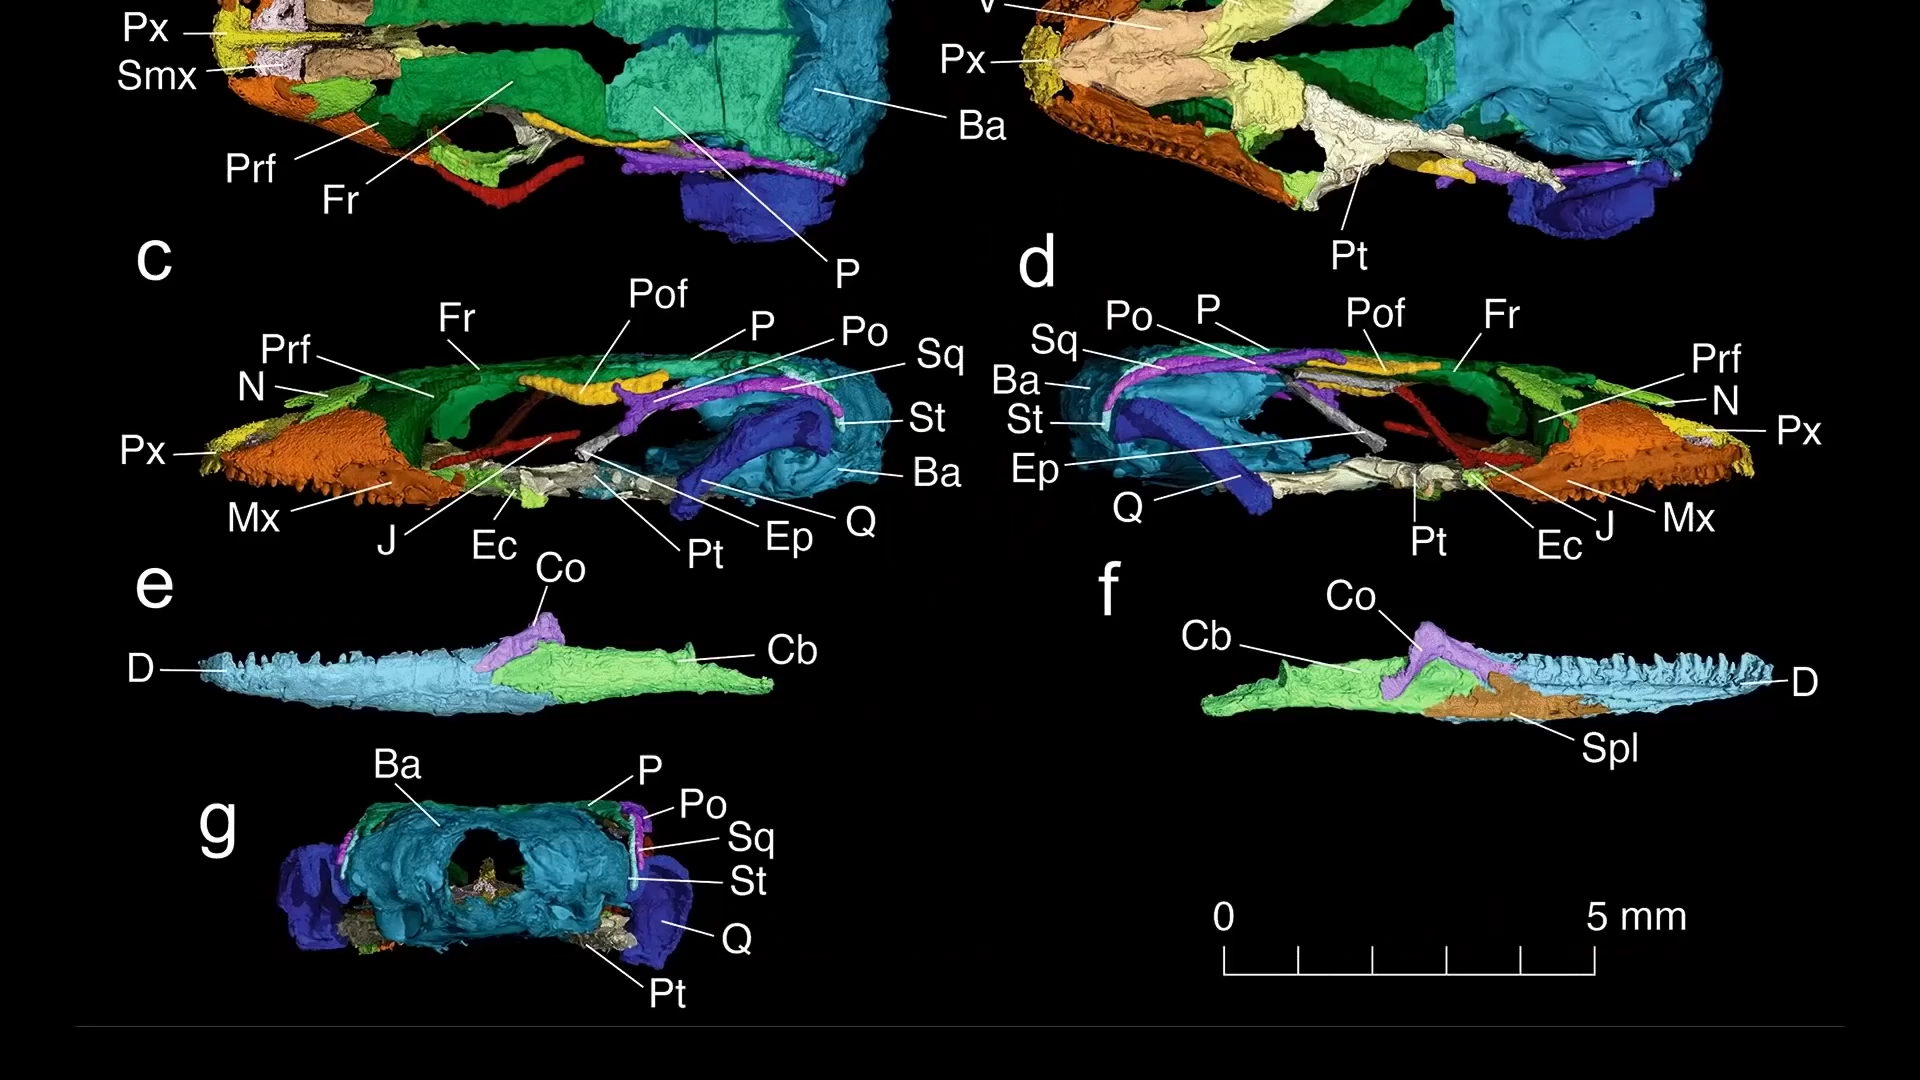 V
Px
Smx
Prf
Fr
Ba
P
Px
Pt
c
Fr
Pof
P
Po
Sq
Prf
N
Px
St
Ba
Mx
J
Ec
Pt
Ep
Q
d
Po
P
Pof
Fr
Sq
Prf
Ba
N
St
Px
Ep
Q
Pt
Ec
J
Mx
e
Co
D
Cb
f
Co
Cb
D
Spl
g
Ba
P
Po
Sq
St
Q
Pt
0 5 mm